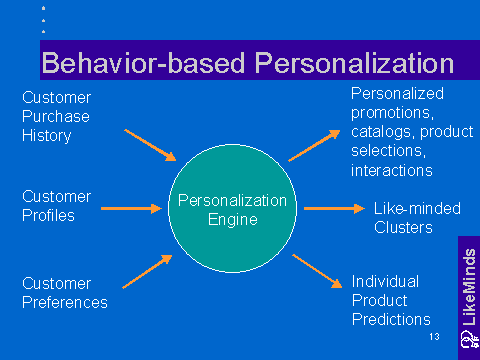 Behavior-based Personalization
Customer
Purchase
History
Customer
Profiles
Customer
Preferences
Personalization
Engine
Personalized
promotions,
catalogs, product
selections,
interactions
Like-minded
Clusters
Individual
Product
Predictions
13
LikeMinds